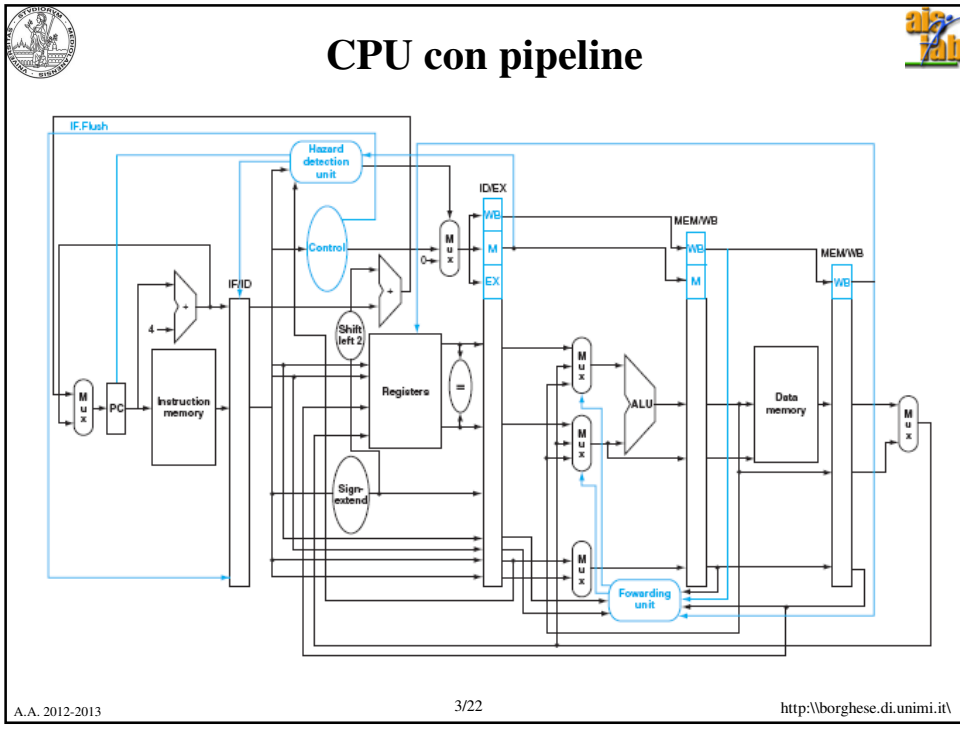 CPU con pipeline
IF.Flush
Hazard
detection
unit
ID/EX
WB
MEM/WB
Control
M
u
x
M
WB
MEM/WB
0
EX
M
WB
IF/ID
+
+
4
Shift
left 2
M
u
x
PC
Instruction
memory
Registers
=
M
u
x
ALU
M
u
x
Data
memory
M
u
x
Sign-
extend
M
u
x
Fowarding
unit
A.A. 2012-2013
3/22
http:\\borghese.di.unimi.it\